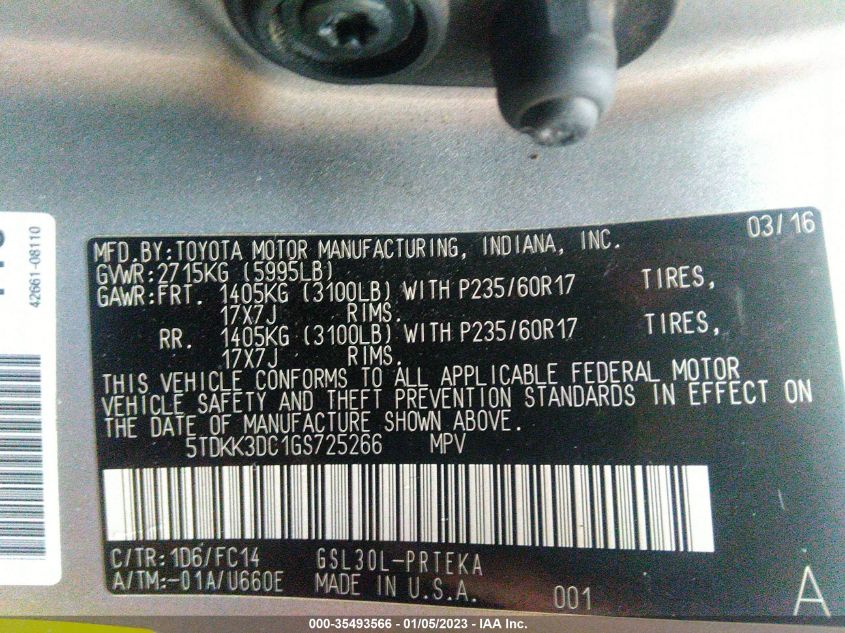 03/16
MFD.BY:TOYOTA MOTOR MANUFACTURING, INDIANA, INC.
GVWR:2715KG (5995LB)
GAWR:FRT. 1405KG (3100LB) WITH P235/60R17 TIRES,
17X7J RIMS.
RR. 1405KG (3100LB) WITH P235/60R17 TIRES,
17X7J RIMS.
THIS VEHICLE CONFORMS TO ALL APPLICABLE FEDERAL MOTOR
VEHICLE SAFETY AND THEFT PREVENTION STANDARDS IN EFFECT ON
THE DATE OF MANUFACTURE SHOWN ABOVE.
5TDKK3DC1GS725266 MPV
C/TR:1D6/FC14 GSL30L-PRTEKA
A/TM:-01A/U660E MADE IN U.S.A. 001 A
42661-08110
000-35493566 - 01/05/2023 - IAA Inc.